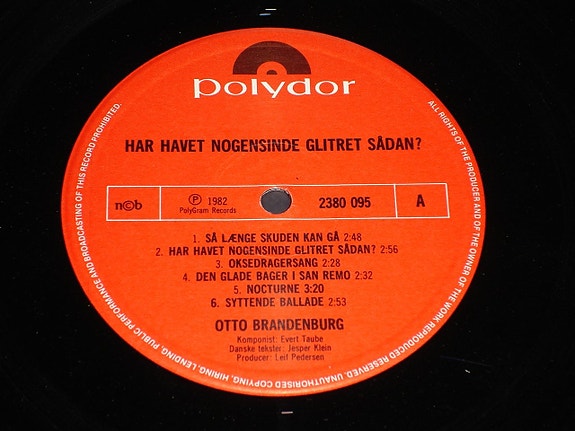 polydor
HAR HAVET NOGENSINDE GLITRET SÅDAN?
n©b
Ⓟ 1982
PolyGram Records
2380 095
A
1. SÅ LÆNGE SKUDEN KAN GÅ 2:48
2. HAR HAVET NOGENSINDE GLITRET SÅDAN? 2:56
3. OKSEDRAGERSANG 2:28
4. DEN GLADE BAGER I SAN REMO 2:32
5. NOCTURNE 3:20
6. SYTTENDE BALLADE 2:53
OTTO BRANDENBURG
Komponist: Evert Taube
Danske tekster: Jesper Klein
Producer: Leif Pedersen
ALL RIGHTS OF THE PRODUCER AND OF THE OWNER OF THE WORK REPRODUCED RESERVED. UNAUTHORISED COPYING, HIRING, LENDING, PUBLIC PERFORMANCE AND BROADCASTING OF THIS RECORD PROHIBITED.